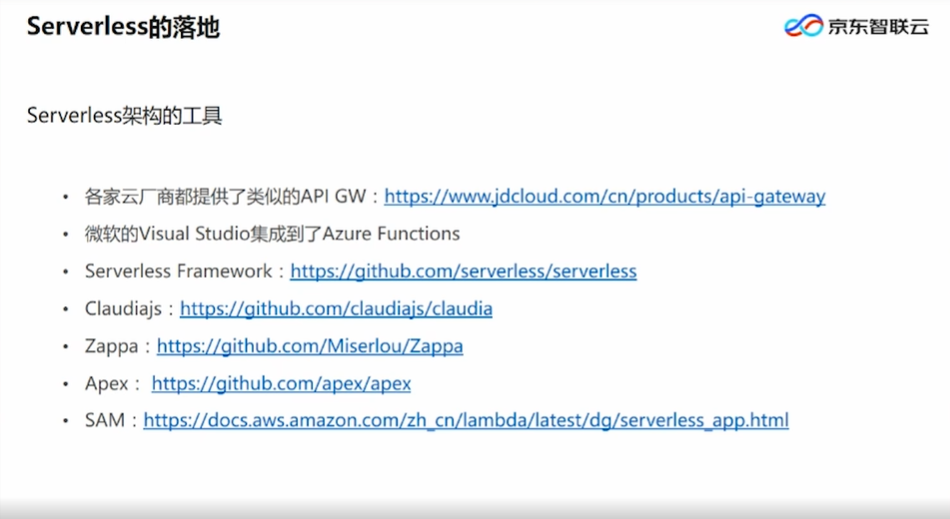 Serverless的落地
京东智联云
Serverless架构的工具
• 各家云厂商都提供了类似的API GW：https://www.jdcloud.com/cn/products/api-gateway
• 微软的Visual Studio集成到了Azure Functions
• Serverless Framework：https://github.com/serverless/serverless
• Claudiajs：https://github.com/claudiajs/claudia
• Zappa：https://github.com/Miserlou/Zappa
• Apex： https://github.com/apex/apex
• SAM：https://docs.aws.amazon.com/zh_cn/lambda/latest/dg/serverless_app.html